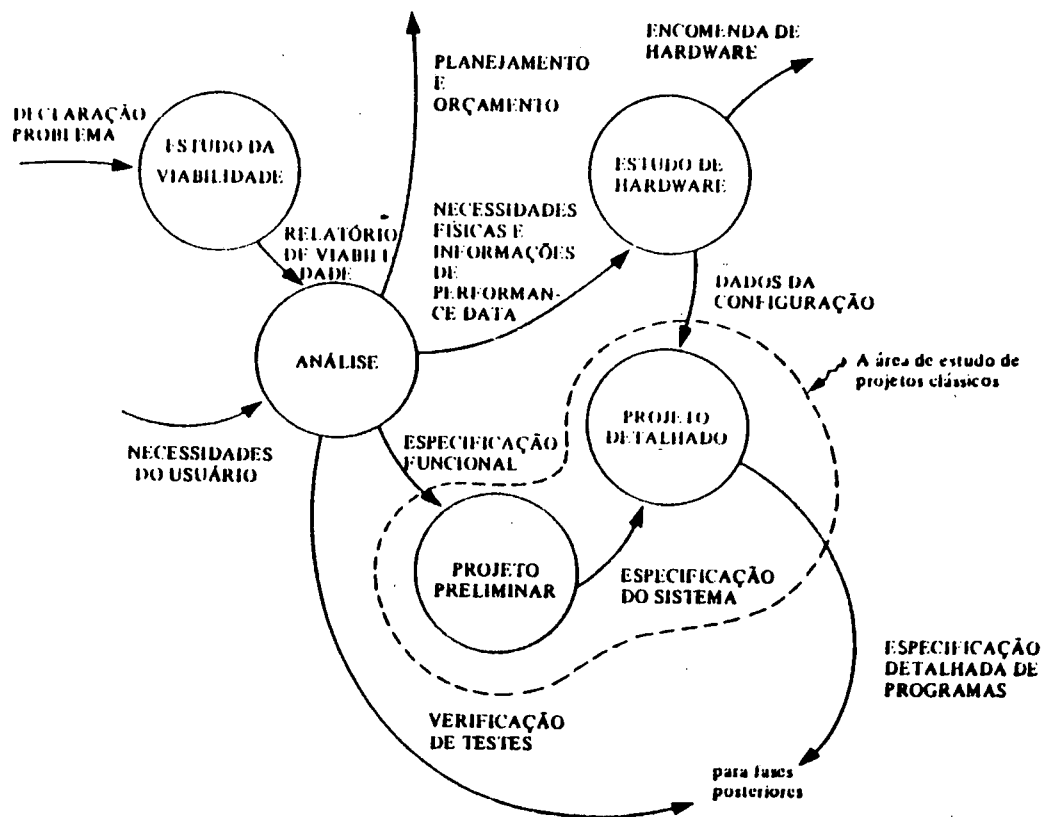 ENCOMENDA DE
HARDWARE
PLANEJAMENTO
E
ORÇAMENTO
DECLARAÇÃO
PROBLEMA
ESTUDO DA
VIABILIDADE
ESTUDO DE
HARDWARE
RELATÓRIO
DE VIABILI
DADE
NECESSIDADES
FÍSICAS E
INFORMAÇÕES
DE
PERFORMAN-
CE DATA
DADOS DA
CONFIGURAÇÃO
ANÁLISE
A área de estudo de
projetos clássicos
PROJETO
DETALHADO
NECESSIDADES
DO USUÁRIO
ESPECIFICAÇÃO
FUNCIONAL
PROJETO
PRELIMINAR
ESPECIFICAÇÃO
DO SISTEMA
ESPECIFICAÇÃO
DETALHADA DE
PROGRAMAS
VERIFICAÇÃO
DE TESTES
para fases
posteriores